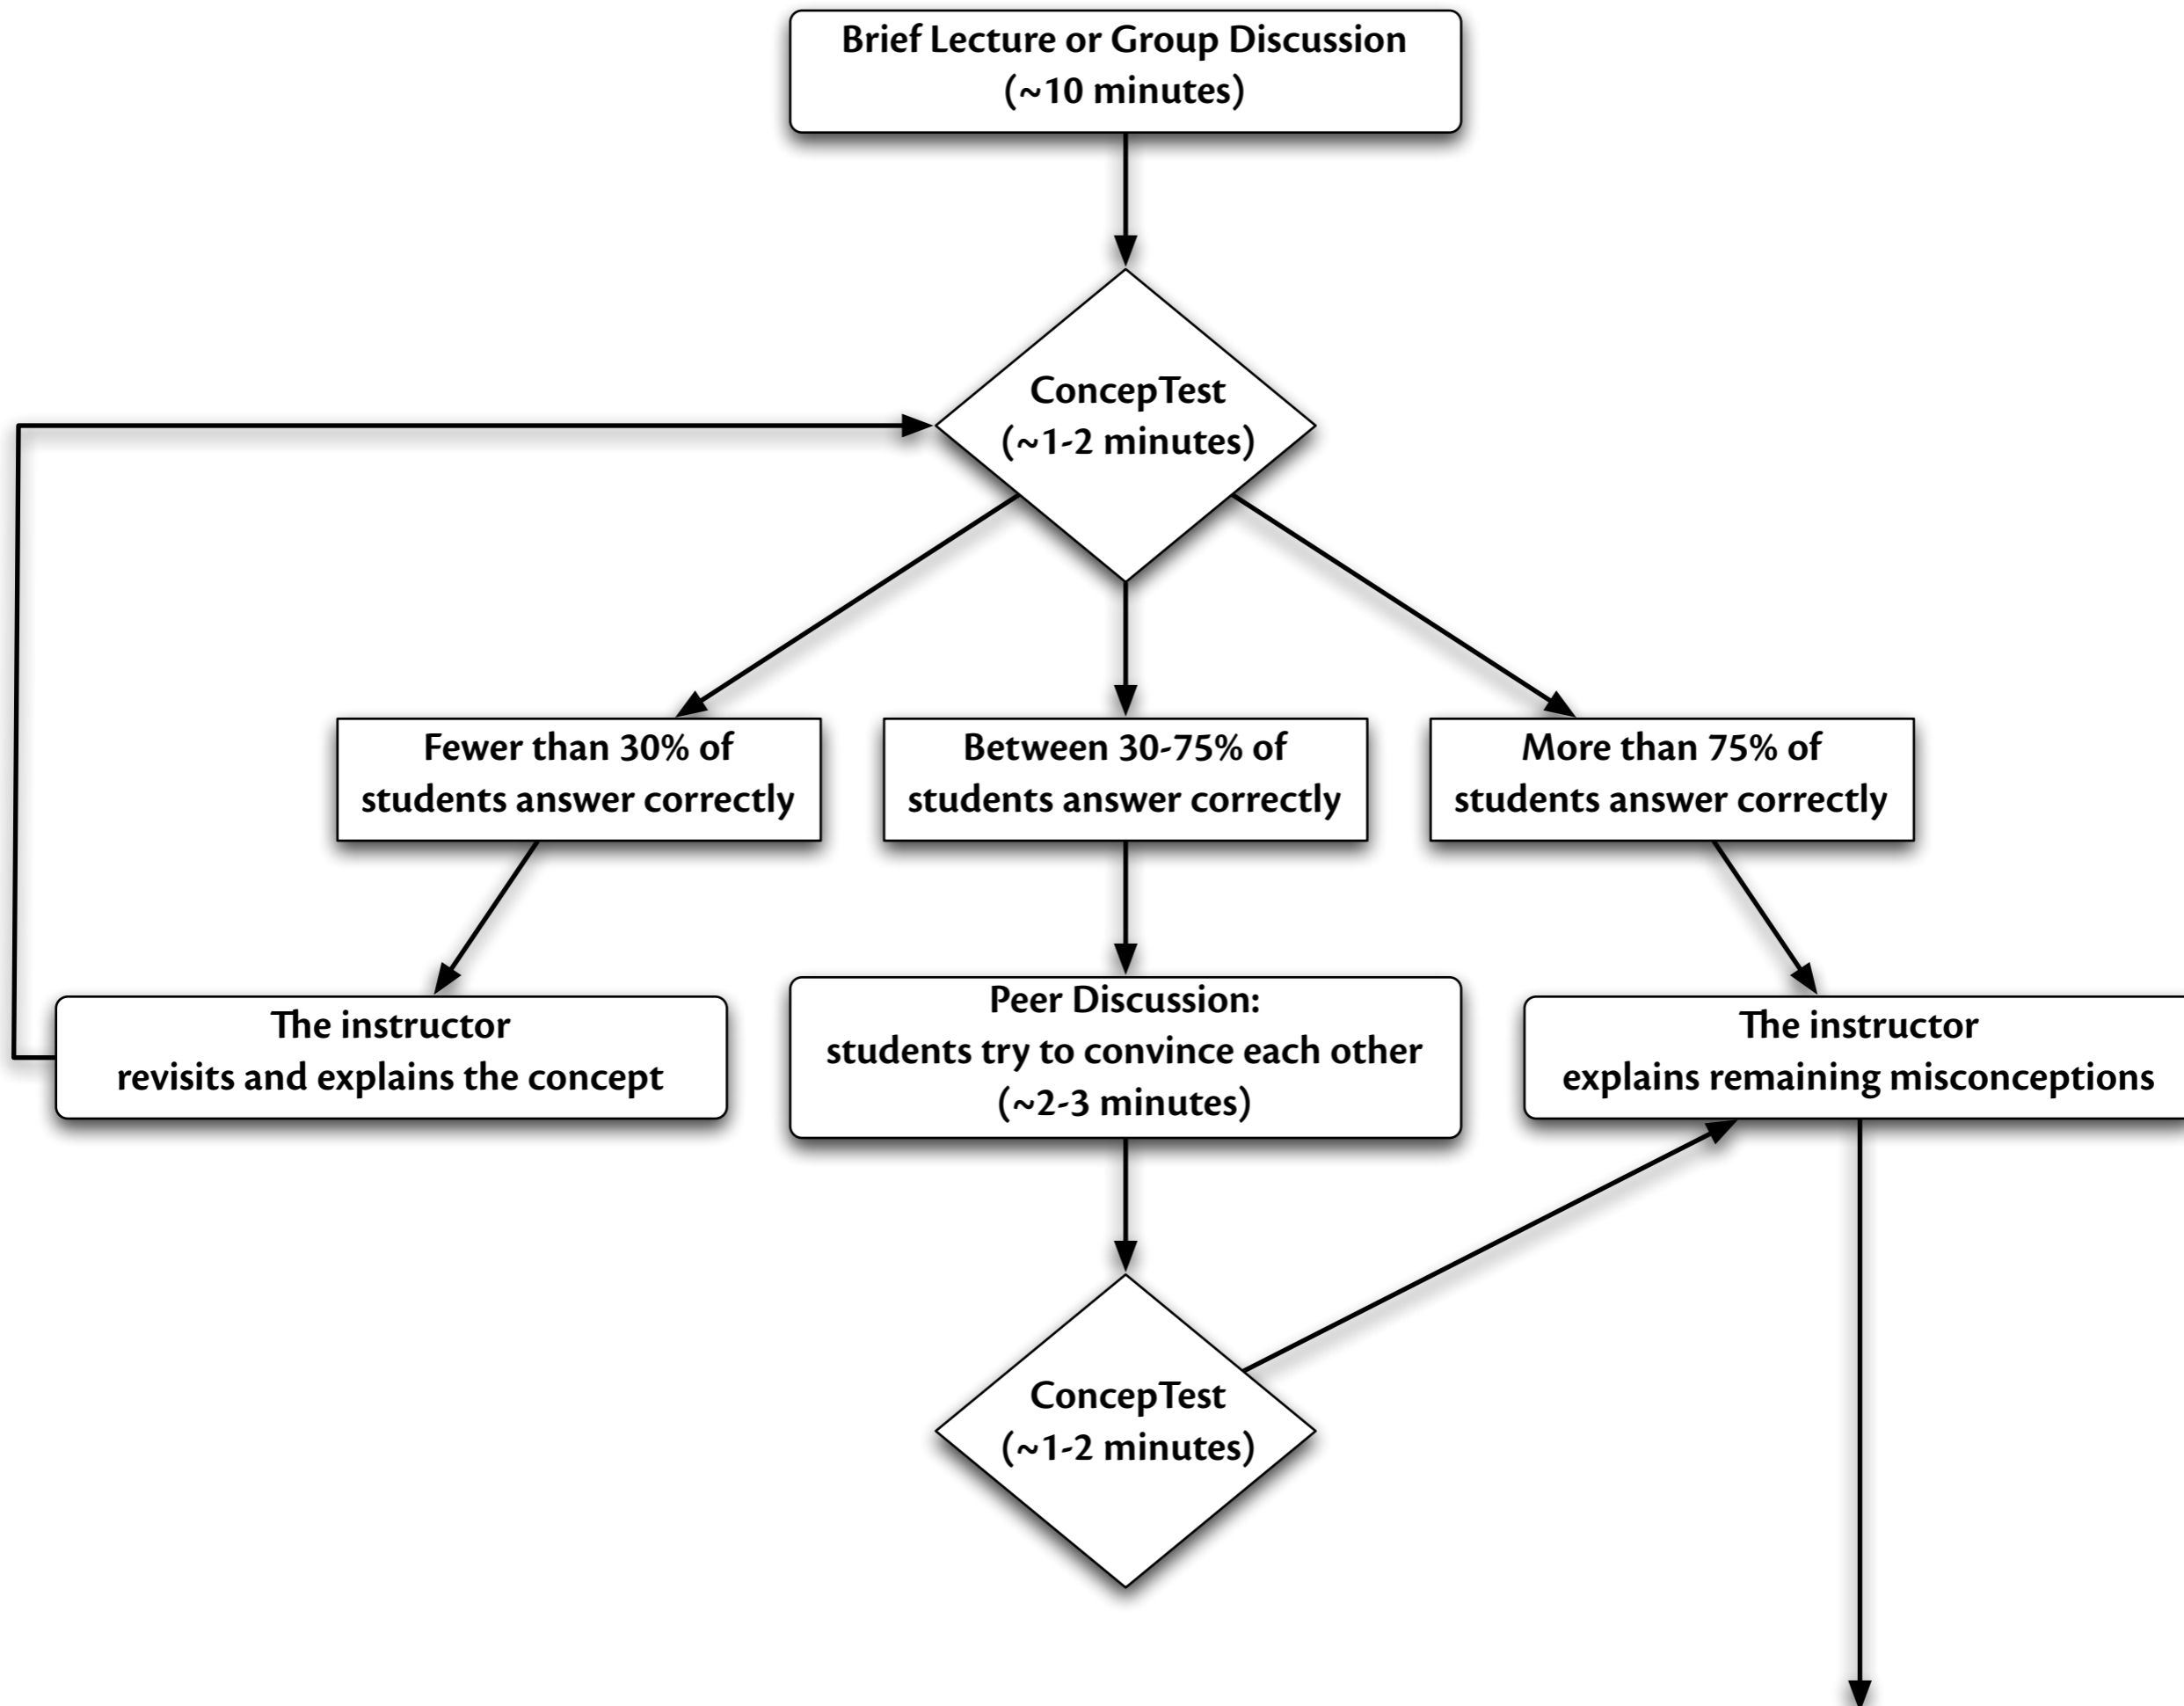 Brief Lecture or Group Discussion
(~10 minutes)
ConcepTest
(~1-2 minutes)
Fewer than 30% of
students answer correctly
Between 30-75% of
students answer correctly
More than 75% of
students answer correctly
The instructor
revisits and explains the concept
Peer Discussion:
students try to convince each other
(~2-3 minutes)
The instructor
explains remaining misconceptions
ConcepTest
(~1-2 minutes)